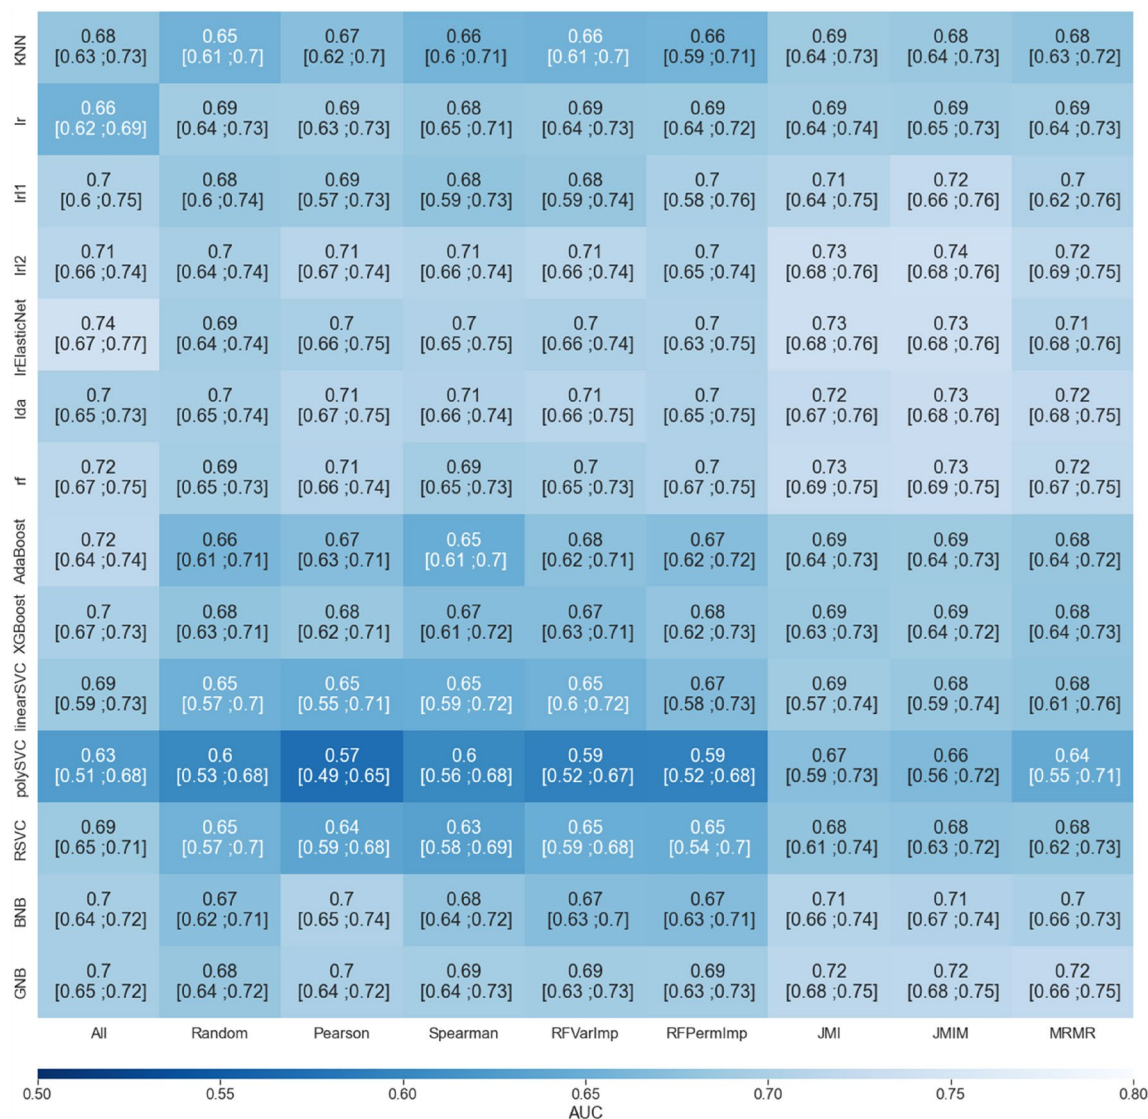 KNN
0.68 0.65 0.67 0.66 0.66 0.66 0.69 0.68 0.68
[0.63 ;0.73] [0.61 ;0.7] [0.62 ;0.7] [0.6 ;0.71] [0.61 ;0.7] [0.59 ;0.71] [0.64 ;0.73] [0.64 ;0.73] [0.63 ;0.72]
lr
0.66 0.69 0.69 0.68 0.69 0.69 0.69 0.69 0.69
[0.62 ;0.69] [0.64 ;0.73] [0.63 ;0.73] [0.65 ;0.71] [0.64 ;0.73] [0.64 ;0.72] [0.64 ;0.74] [0.65 ;0.73] [0.64 ;0.73]
lrl1
0.7 0.68 0.69 0.68 0.68 0.7 0.71 0.72 0.7
[0.6 ;0.75] [0.6 ;0.74] [0.57 ;0.73] [0.59 ;0.73] [0.59 ;0.74] [0.58 ;0.76] [0.64 ;0.75] [0.66 ;0.76] [0.62 ;0.76]
lrl2
0.71 0.7 0.71 0.71 0.71 0.7 0.73 0.74 0.72
[0.66 ;0.74] [0.64 ;0.74] [0.67 ;0.74] [0.66 ;0.74] [0.66 ;0.74] [0.65 ;0.74] [0.68 ;0.76] [0.68 ;0.76] [0.69 ;0.75]
lrElasticNet
0.74 0.69 0.7 0.7 0.7 0.7 0.73 0.73 0.71
[0.67 ;0.77] [0.64 ;0.74] [0.66 ;0.75] [0.65 ;0.75] [0.66 ;0.74] [0.63 ;0.75] [0.68 ;0.76] [0.68 ;0.76] [0.68 ;0.76]
lda
0.7 0.7 0.71 0.71 0.71 0.7 0.72 0.73 0.72
[0.65 ;0.73] [0.65 ;0.74] [0.67 ;0.75] [0.66 ;0.74] [0.66 ;0.75] [0.65 ;0.75] [0.67 ;0.76] [0.68 ;0.76] [0.68 ;0.75]
rf
0.72 0.69 0.71 0.69 0.7 0.7 0.73 0.73 0.72
[0.67 ;0.75] [0.65 ;0.73] [0.66 ;0.74] [0.65 ;0.73] [0.65 ;0.73] [0.67 ;0.75] [0.69 ;0.75] [0.69 ;0.75] [0.67 ;0.75]
AdaBoost
0.72 0.66 0.67 0.65 0.68 0.67 0.69 0.69 0.68
[0.64 ;0.74] [0.61 ;0.71] [0.63 ;0.71] [0.61 ;0.7] [0.62 ;0.71] [0.62 ;0.72] [0.64 ;0.73] [0.64 ;0.73] [0.64 ;0.72]
XGBoost
0.7 0.68 0.68 0.67 0.67 0.68 0.69 0.69 0.68
[0.67 ;0.73] [0.63 ;0.71] [0.62 ;0.71] [0.61 ;0.72] [0.63 ;0.71] [0.62 ;0.73] [0.63 ;0.73] [0.64 ;0.72] [0.64 ;0.73]
linearSVC
0.69 0.65 0.65 0.65 0.65 0.67 0.69 0.68 0.68
[0.59 ;0.73] [0.57 ;0.7] [0.55 ;0.71] [0.59 ;0.72] [0.6 ;0.72] [0.58 ;0.73] [0.57 ;0.74] [0.59 ;0.74] [0.61 ;0.76]
polySVC
0.63 0.6 0.57 0.6 0.59 0.59 0.67 0.66 0.64
[0.51 ;0.68] [0.53 ;0.68] [0.49 ;0.65] [0.56 ;0.68] [0.52 ;0.67] [0.52 ;0.68] [0.59 ;0.73] [0.56 ;0.72] [0.55 ;0.71]
RSVC
0.69 0.65 0.64 0.63 0.65 0.65 0.68 0.68 0.68
[0.65 ;0.71] [0.57 ;0.7] [0.59 ;0.68] [0.58 ;0.69] [0.59 ;0.68] [0.54 ;0.7] [0.61 ;0.74] [0.63 ;0.72] [0.62 ;0.73]
BNB
0.7 0.67 0.7 0.68 0.67 0.67 0.71 0.71 0.7
[0.64 ;0.72] [0.62 ;0.71] [0.65 ;0.74] [0.64 ;0.72] [0.63 ;0.7] [0.63 ;0.71] [0.66 ;0.74] [0.67 ;0.74] [0.66 ;0.73]
GNB
0.7 0.68 0.7 0.69 0.69 0.69 0.72 0.72 0.72
[0.65 ;0.72] [0.64 ;0.72] [0.64 ;0.72] [0.64 ;0.73] [0.63 ;0.73] [0.63 ;0.73] [0.68 ;0.75] [0.68 ;0.75] [0.66 ;0.75]
All Random Pearson Spearman RFVarImp RFPermImp JMI JMIM MRMR
0.50 0.55 0.60 0.65 0.70 0.75 0.80
AUC